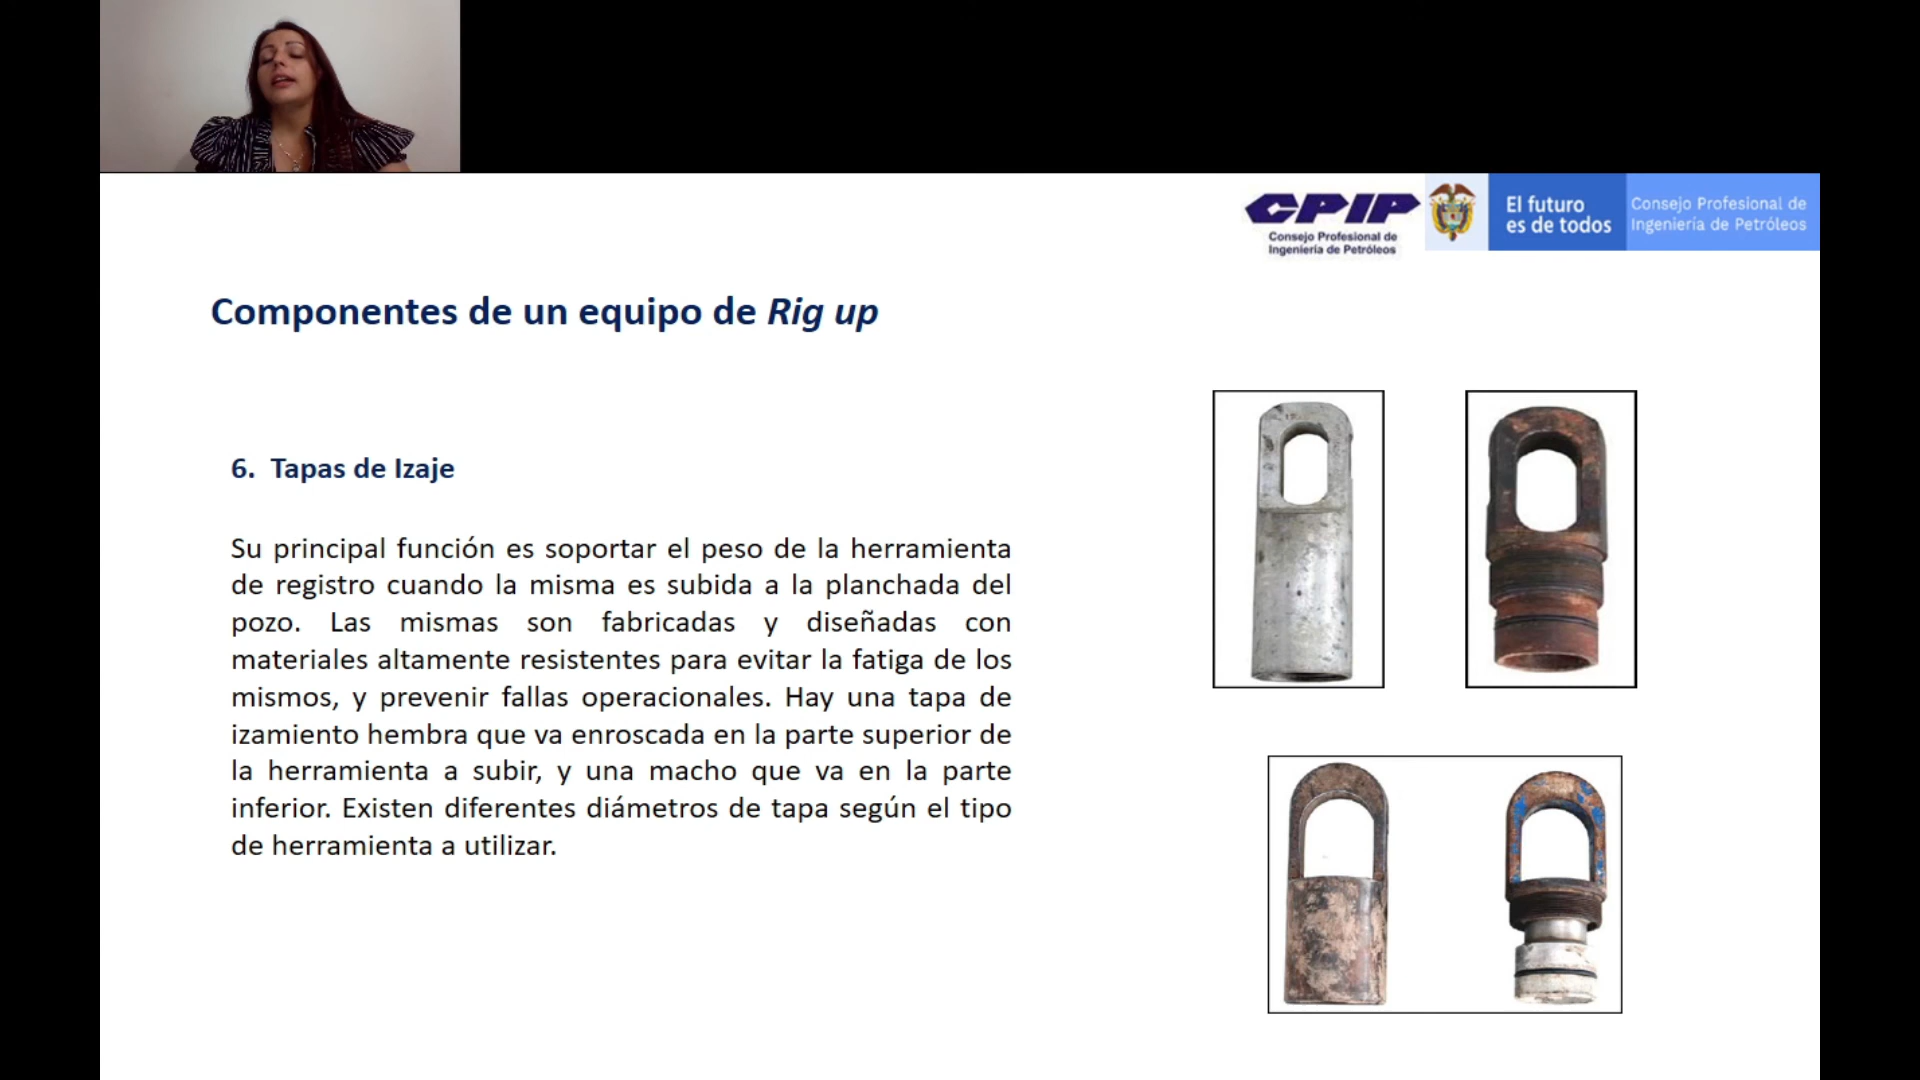 CPIP
Consejo Profesional de
Ingeniería de Petróleos
El futuro
es de todos
Consejo Profesional de
Ingeniería de Petróleos
Componentes de un equipo de Rig up
6. Tapas de Izaje
Su principal función es soportar el peso de la herramienta
de registro cuando la misma es subida a la planchada del
pozo. Las mismas son fabricadas y diseñadas con
materiales altamente resistentes para evitar la fatiga de los
mismos, y prevenir fallas operacionales. Hay una tapa de
izamiento hembra que va enroscada en la parte superior de
la herramienta a subir, y una macho que va en la parte
inferior. Existen diferentes diámetros de tapa según el tipo
de herramienta a utilizar.